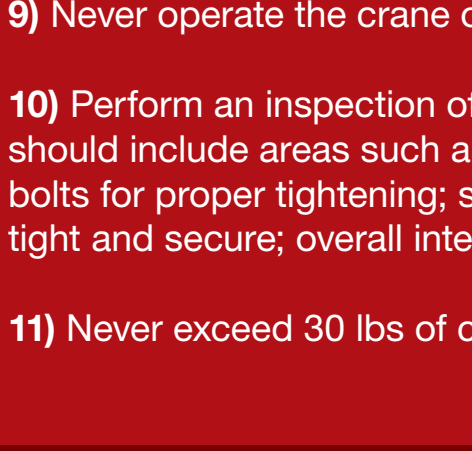 9) Never operate the crane
10) Perform an inspection of
should include areas such
bolts for proper tightening;
tight and secure; overall
11) Never exceed 30 lbs of